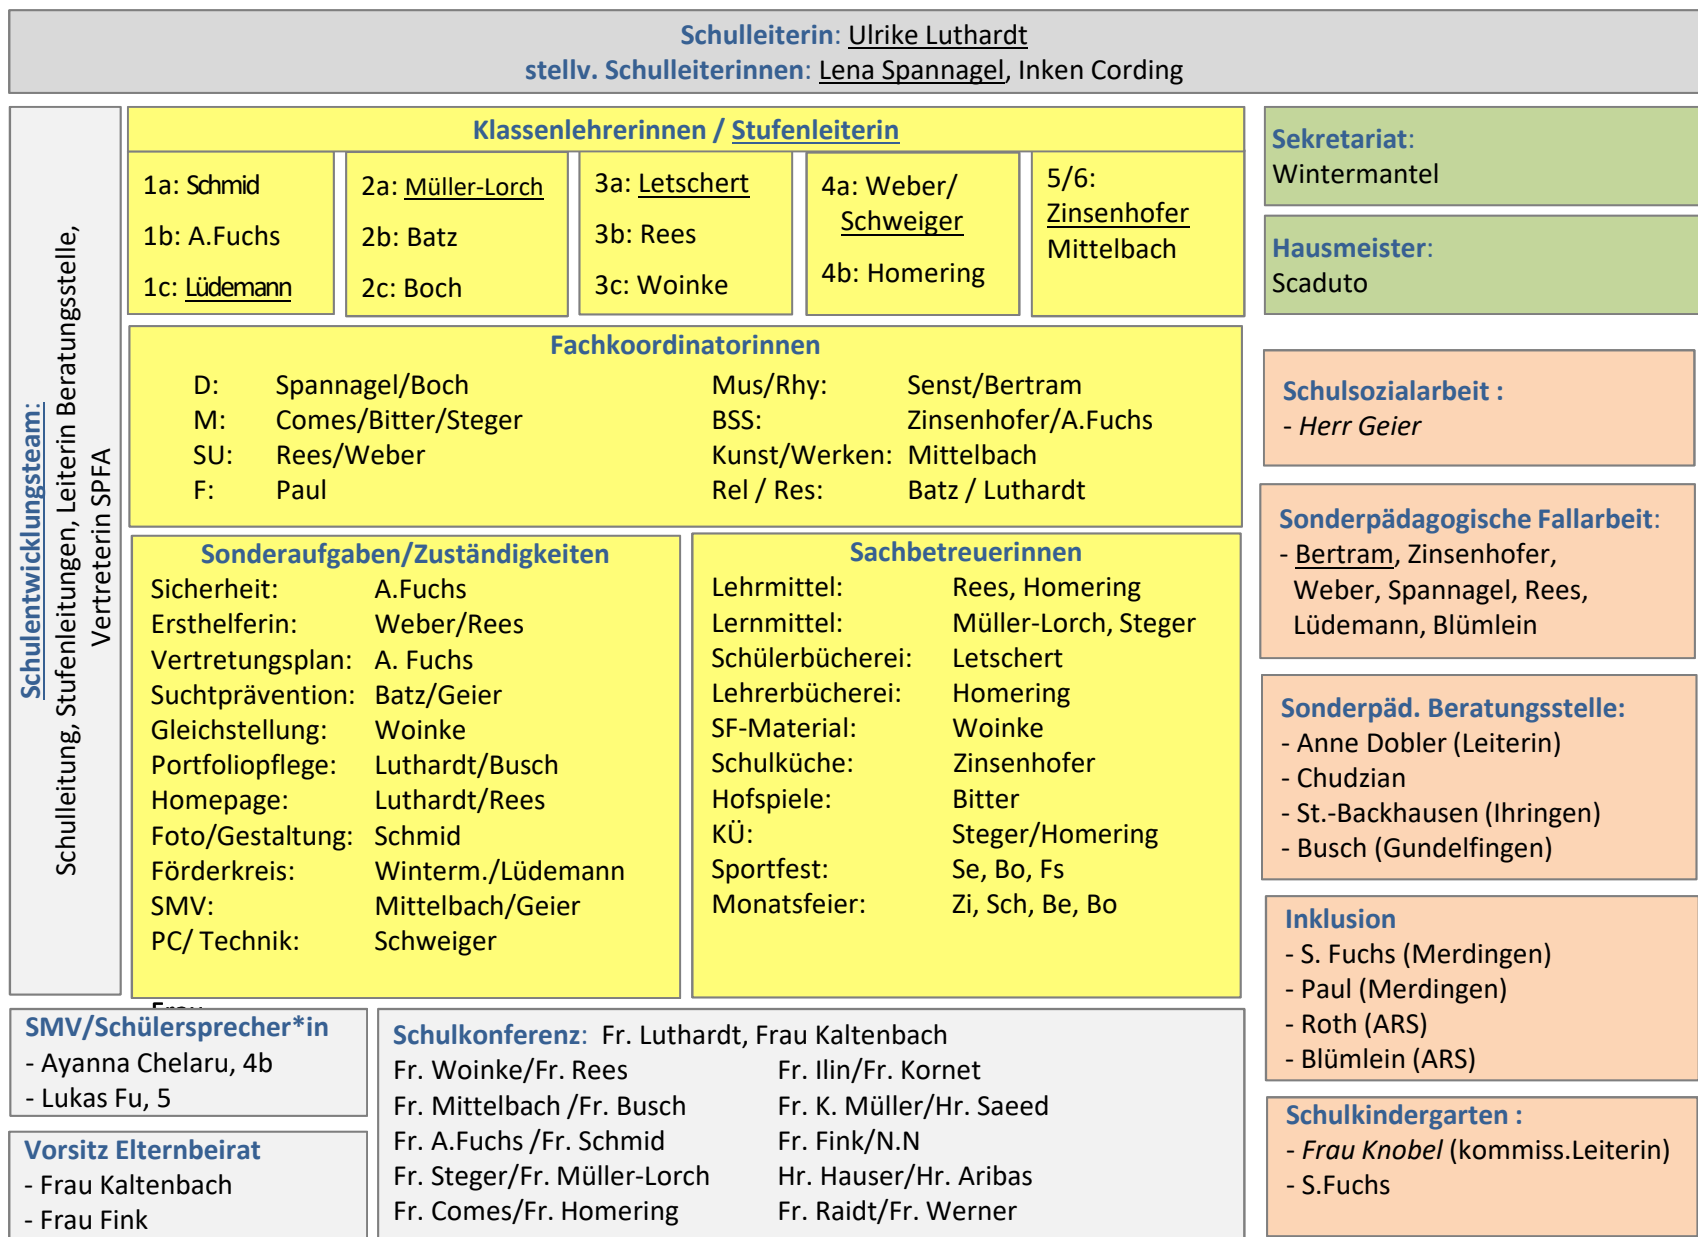 Schulleiterin: Ulrike Luthardt
stellv. Schulleiterinnen: Lena Spannagel, Inken Cording
Schulentwicklungsteam:
Schulleitung, Stufenleitungen, Leiterin Beratungsstelle,
Vertreterin SPFA
Klassenlehrerinnen / Stufenleiterin
1a: Schmid
1b: A.Fuchs
1c: Lüdemann
2a: Müller-Lorch
2b: Batz
2c: Boch
3a: Letschert
3b: Rees
3c: Woinke
4a: Weber/
Schweiger
4b: Homering
5/6:
Zinsenhofer
Mittelbach
Fachkoordinatorinnen
D: Spannagel/Boch
M: Comes/Bitter/Steger
SU: Rees/Weber
F: Paul
Mus/Rhy: Senst/Bertram
BSS: Zinsenhofer/A.Fuchs
Kunst/Werken: Mittelbach
Rel / Res: Batz / Luthardt
Sonderaufgaben/Zuständigkeiten
Sicherheit: A.Fuchs
Ersthelferin: Weber/Rees
Vertretungsplan: A. Fuchs
Suchtprävention: Batz/Geier
Gleichstellung: Woinke
Portfoliopflege: Luthardt/Busch
Homepage: Luthardt/Rees
Foto/Gestaltung: Schmid
Förderkreis: Winterm./Lüdemann
SMV: Mittelbach/Geier
PC/ Technik: Schweiger
Frau
Sachbetreuerinnen
Lehrmittel: Rees, Homering
Lernmittel: Müller-Lorch, Steger
Schülerbücherei: Letschert
Lehrerbücherei: Homering
SF-Material: Woinke
Schulküche: Zinsenhofer
Hofspiele: Bitter
KÜ: Steger/Homering
Sportfest: Se, Bo, Fs
Monatsfeier: Zi, Sch, Be, Bo
SMV/Schülersprecher*in
- Ayanna Chelaru, 4b
- Lukas Fu, 5
Vorsitz Elternbeirat
- Frau Kaltenbach
- Frau Fink
Schulkonferenz: Fr. Luthardt, Frau Kaltenbach
Fr. Woinke/Fr. Rees
Fr. Mittelbach /Fr. Busch
Fr. A.Fuchs /Fr. Schmid
Fr. Steger/Fr. Müller-Lorch
Fr. Comes/Fr. Homering
Fr. Ilin/Fr. Kornet
Fr. K. Müller/Hr. Saeed
Fr. Fink/N.N
Hr. Hauser/Hr. Aribas
Fr. Raidt/Fr. Werner
Sekretariat:
Wintermantel
Hausmeister:
Scaduto
Schulsozialarbeit :
- Herr Geier
Sonderpädagogische Fallarbeit:
- Bertram, Zinsenhofer,
Weber, Spannagel, Rees,
Lüdemann, Blümlein
Sonderpäd. Beratungsstelle:
- Anne Dobler (Leiterin)
- Chudzian
- St.-Backhausen (Ihringen)
- Busch (Gundelfingen)
Inklusion
- S. Fuchs (Merdingen)
- Paul (Merdingen)
- Roth (ARS)
- Blümlein (ARS)
Schulkindergarten :
- Frau Knobel (kommiss.Leiterin)
- S.Fuchs